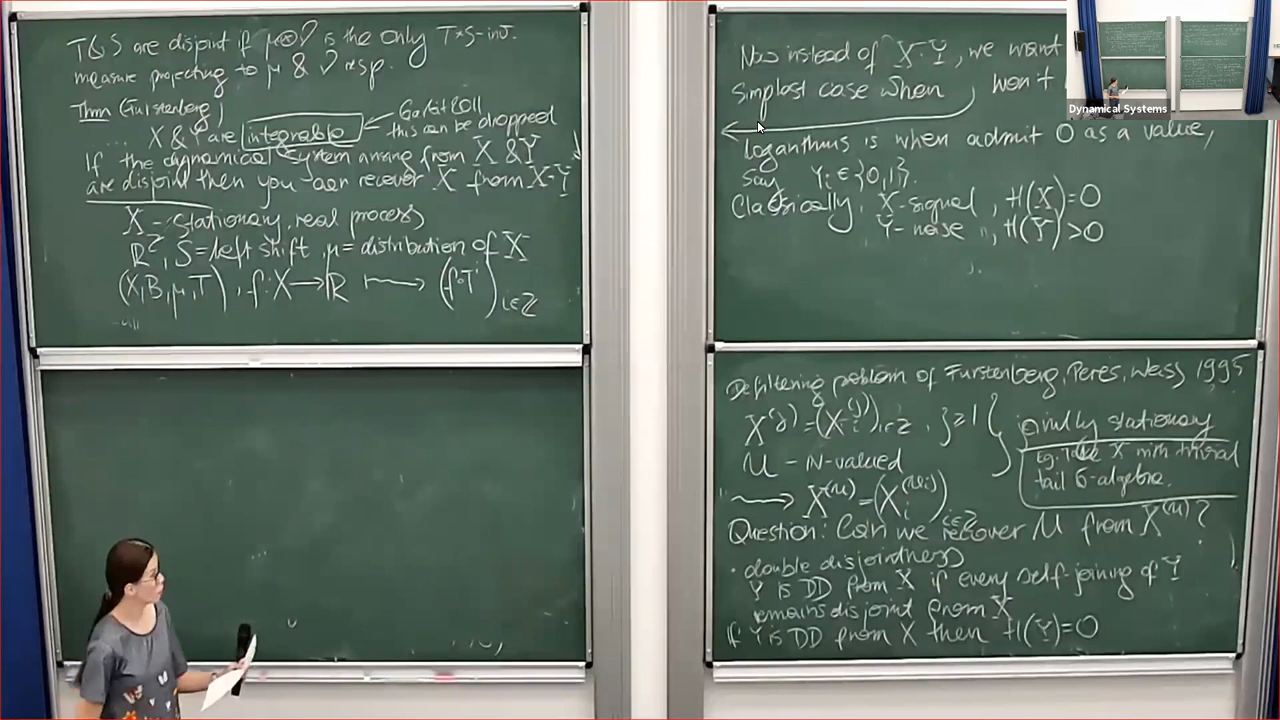 T & S are disjoint if μ⊗ν is the only T×S-inv.
measure projecting to μ & ν resp.
Thm (Furstenberg)
X & Y are integrable ← Garbit 2011
this can be dropped
If the dynamical system arising from X & Y
are disjoint then you can recover X from X+Y
X - stationary, real process
R^Z, S = left shift, μ = distribution of X
(X, B, μ, T), f: X → R ↦ (f∘T^i)_{i∈Z}
Now instead of X·Y, we want
simplest case when , won't
Dynamical Systems
logarithms is when admit 0 as a value,
say Y_i ∈ {0,1}.
Classically, X-signal, H(X)=0
Y-noise, H(Y)>0
Defiltering problem of Furstenberg, Peres, Weiss 1995
X^(j) = (X_i^(j))_{i∈Z}, j≥1 } jointly stationary
U - N-valued
eg. Take X with trivial
tail σ-algebra.
→ X^(U) = (X_i^(U_i))_{i∈Z}
Question: Can we recover U from X^(U)?
• double disjointness
Y is DD from X if every self-joining of Y
remains disjoint from X
If Y is DD from X then H(Y)=0